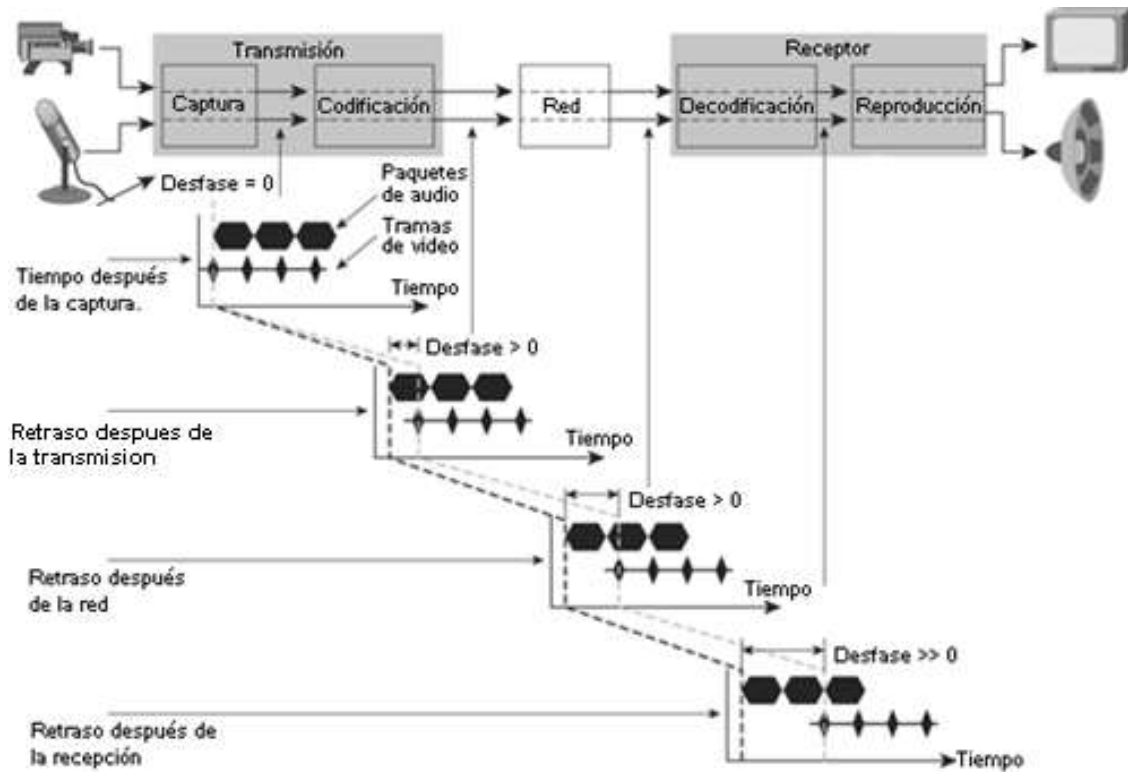 Transmisión
Receptor
Captura
Codificación
Red
Decodificación
Reproducción
Desfase = 0
Paquetes
de audio
Tramas
de vídeo
Tiempo después
de la captura.
Tiempo
Desfase > 0
Retraso despues de
la transmision
Tiempo
Desfase > 0
Retraso después
de la red
Tiempo
Desfase >> 0
Retraso después de
la recepción
Tiempo